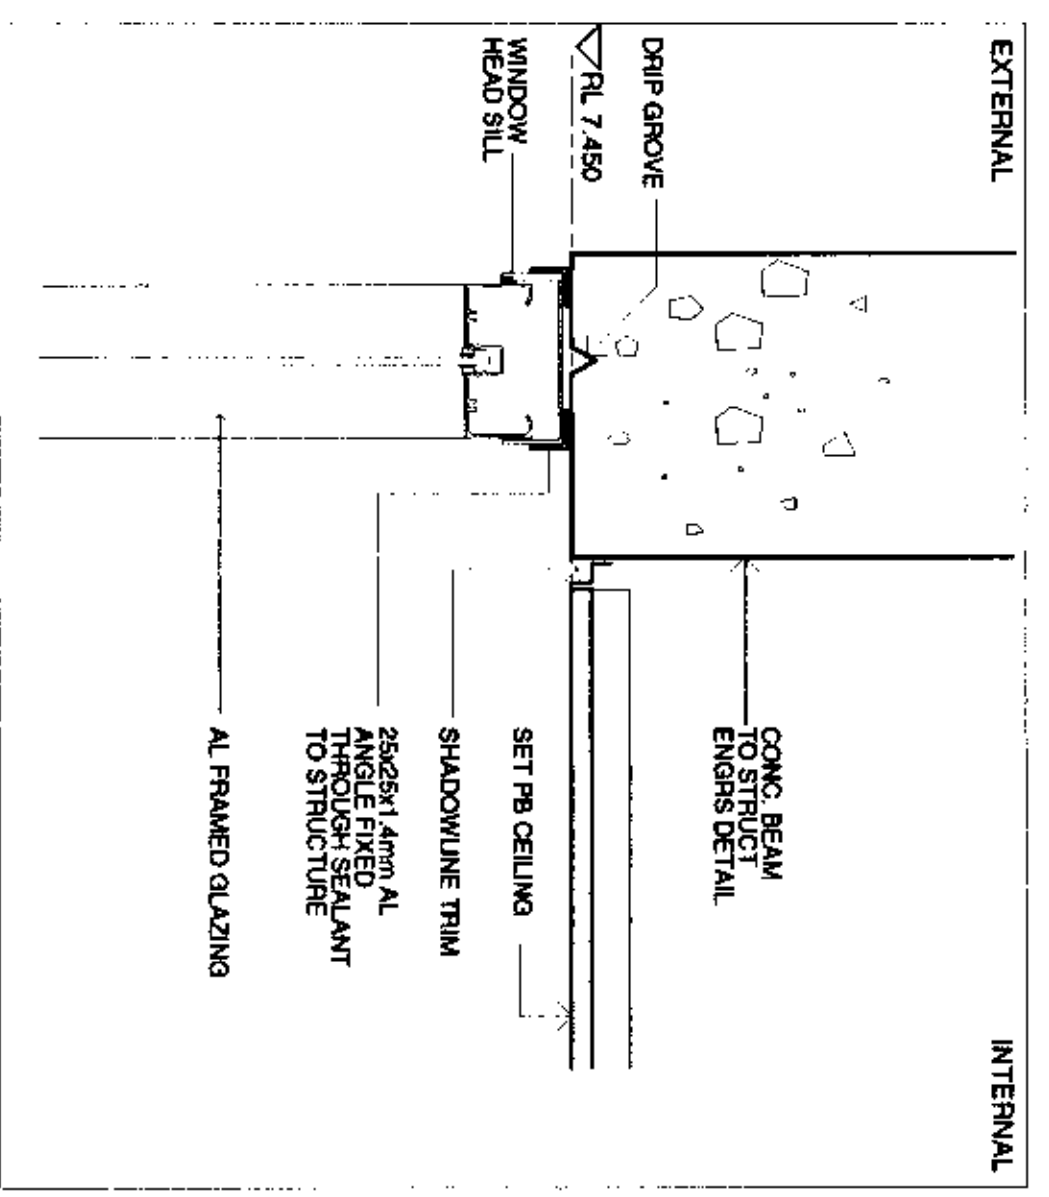 EXTERNAL
INTERNAL
DRIP GROVE
RL 7.450
WINDOW
HEAD SILL
CONC. BEAM
TO STRUCT
ENGRS DETAIL
SET PB CEILING
SHADOWLINE TRIM
25x25x1.4mm AL
ANGLE FIXED
THROUGH SEALANT
TO STRUCTURE
AL FRAMED GLAZING